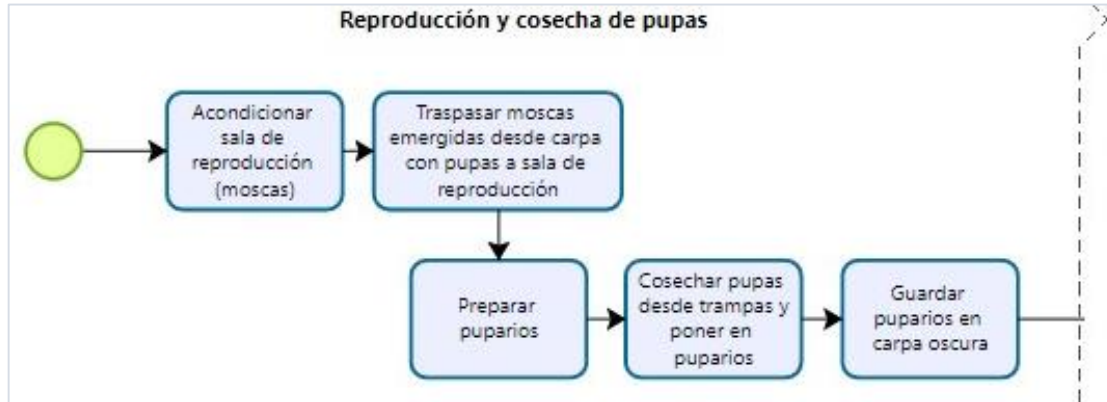 Reproducción y cosecha de pupas
Acondicionar
sala de
reproducción
(moscas)
Traspasar moscas
emergidas desde carpa
con pupas a sala de
reproducción
Preparar
puparios
Cosechar pupas
desde trampas y
poner en
puparios
Guardar
puparios en
carpa oscura